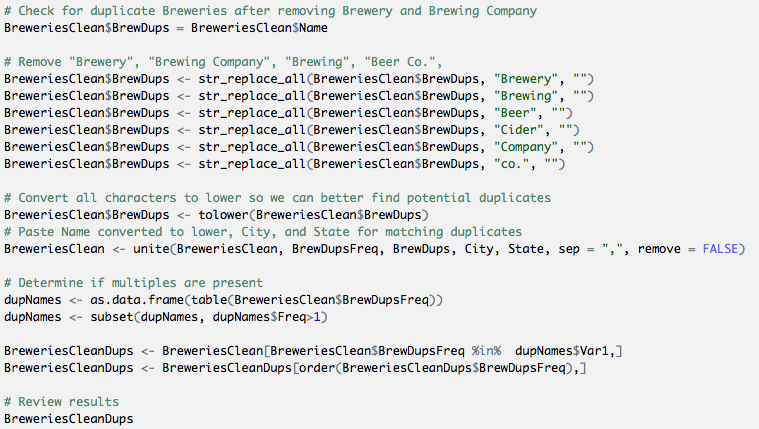 # Check for duplicate Breweries after removing Brewery and Brewing Company
BreweriesClean$BrewDups = BreweriesClean$Name
# Remove "Brewery", "Brewing Company", "Brewing", "Beer Co.",
BreweriesClean$BrewDups <- str_replace_all(BreweriesClean$BrewDups, "Brewery", "")
BreweriesClean$BrewDups <- str_replace_all(BreweriesClean$BrewDups, "Brewing", "")
BreweriesClean$BrewDups <- str_replace_all(BreweriesClean$BrewDups, "Beer", "")
BreweriesClean$BrewDups <- str_replace_all(BreweriesClean$BrewDups, "Cider", "")
BreweriesClean$BrewDups <- str_replace_all(BreweriesClean$BrewDups, "Company", "")
BreweriesClean$BrewDups <- str_replace_all(BreweriesClean$BrewDups, "co.", "")
# Convert all characters to lower so we can better find potential duplicates
BreweriesClean$BrewDups <- tolower(BreweriesClean$BrewDups)
# Paste Name converted to lower, City, and State for matching duplicates
BreweriesClean <- unite(BreweriesClean, BrewDupsFreq, BrewDups, City, State, sep = ",", remove = FALSE)
# Determine if multiples are present
dupNames <- as.data.frame(table(BreweriesClean$BrewDupsFreq))
dupNames <- subset(dupNames, dupNames$Freq>1)
BreweriesCleanDups <- BreweriesClean[BreweriesClean$BrewDupsFreq %in%  dupNames$Var1,]
BreweriesCleanDups <- BreweriesCleanDups[order(BreweriesCleanDups$BrewDupsFreq),]
# Review results
BreweriesCleanDups